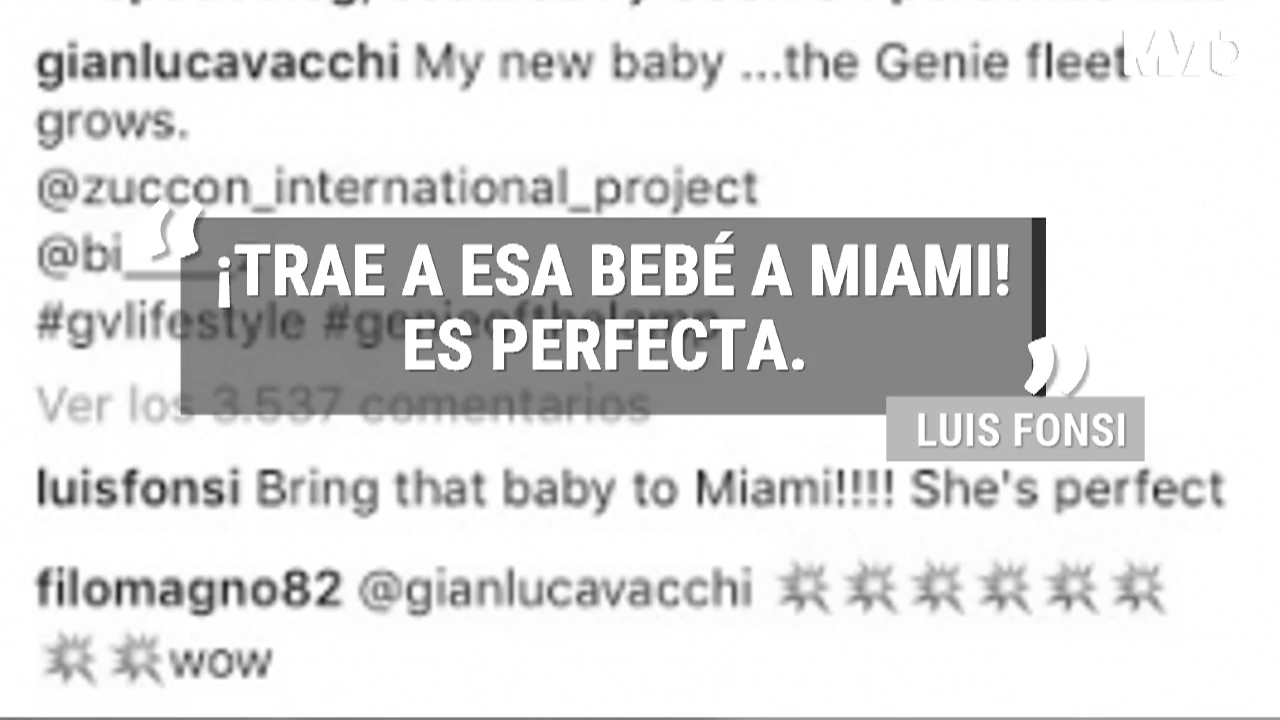 gianlucavacchi My new baby ...the Genie fleet
grows.
@zuccon_international_project
¡TRAE A ESA BEBÉ A MIAMI!
ES PERFECTA.
#gvlifestyle #genieofthelamp
Ver los 3.537 comentarios
LUIS FONSI
luisfonsi Bring that baby to Miami!!!! She's perfect
filomagno82 @gianlucavacchi 💥💥💥💥💥💥
💥💥wow